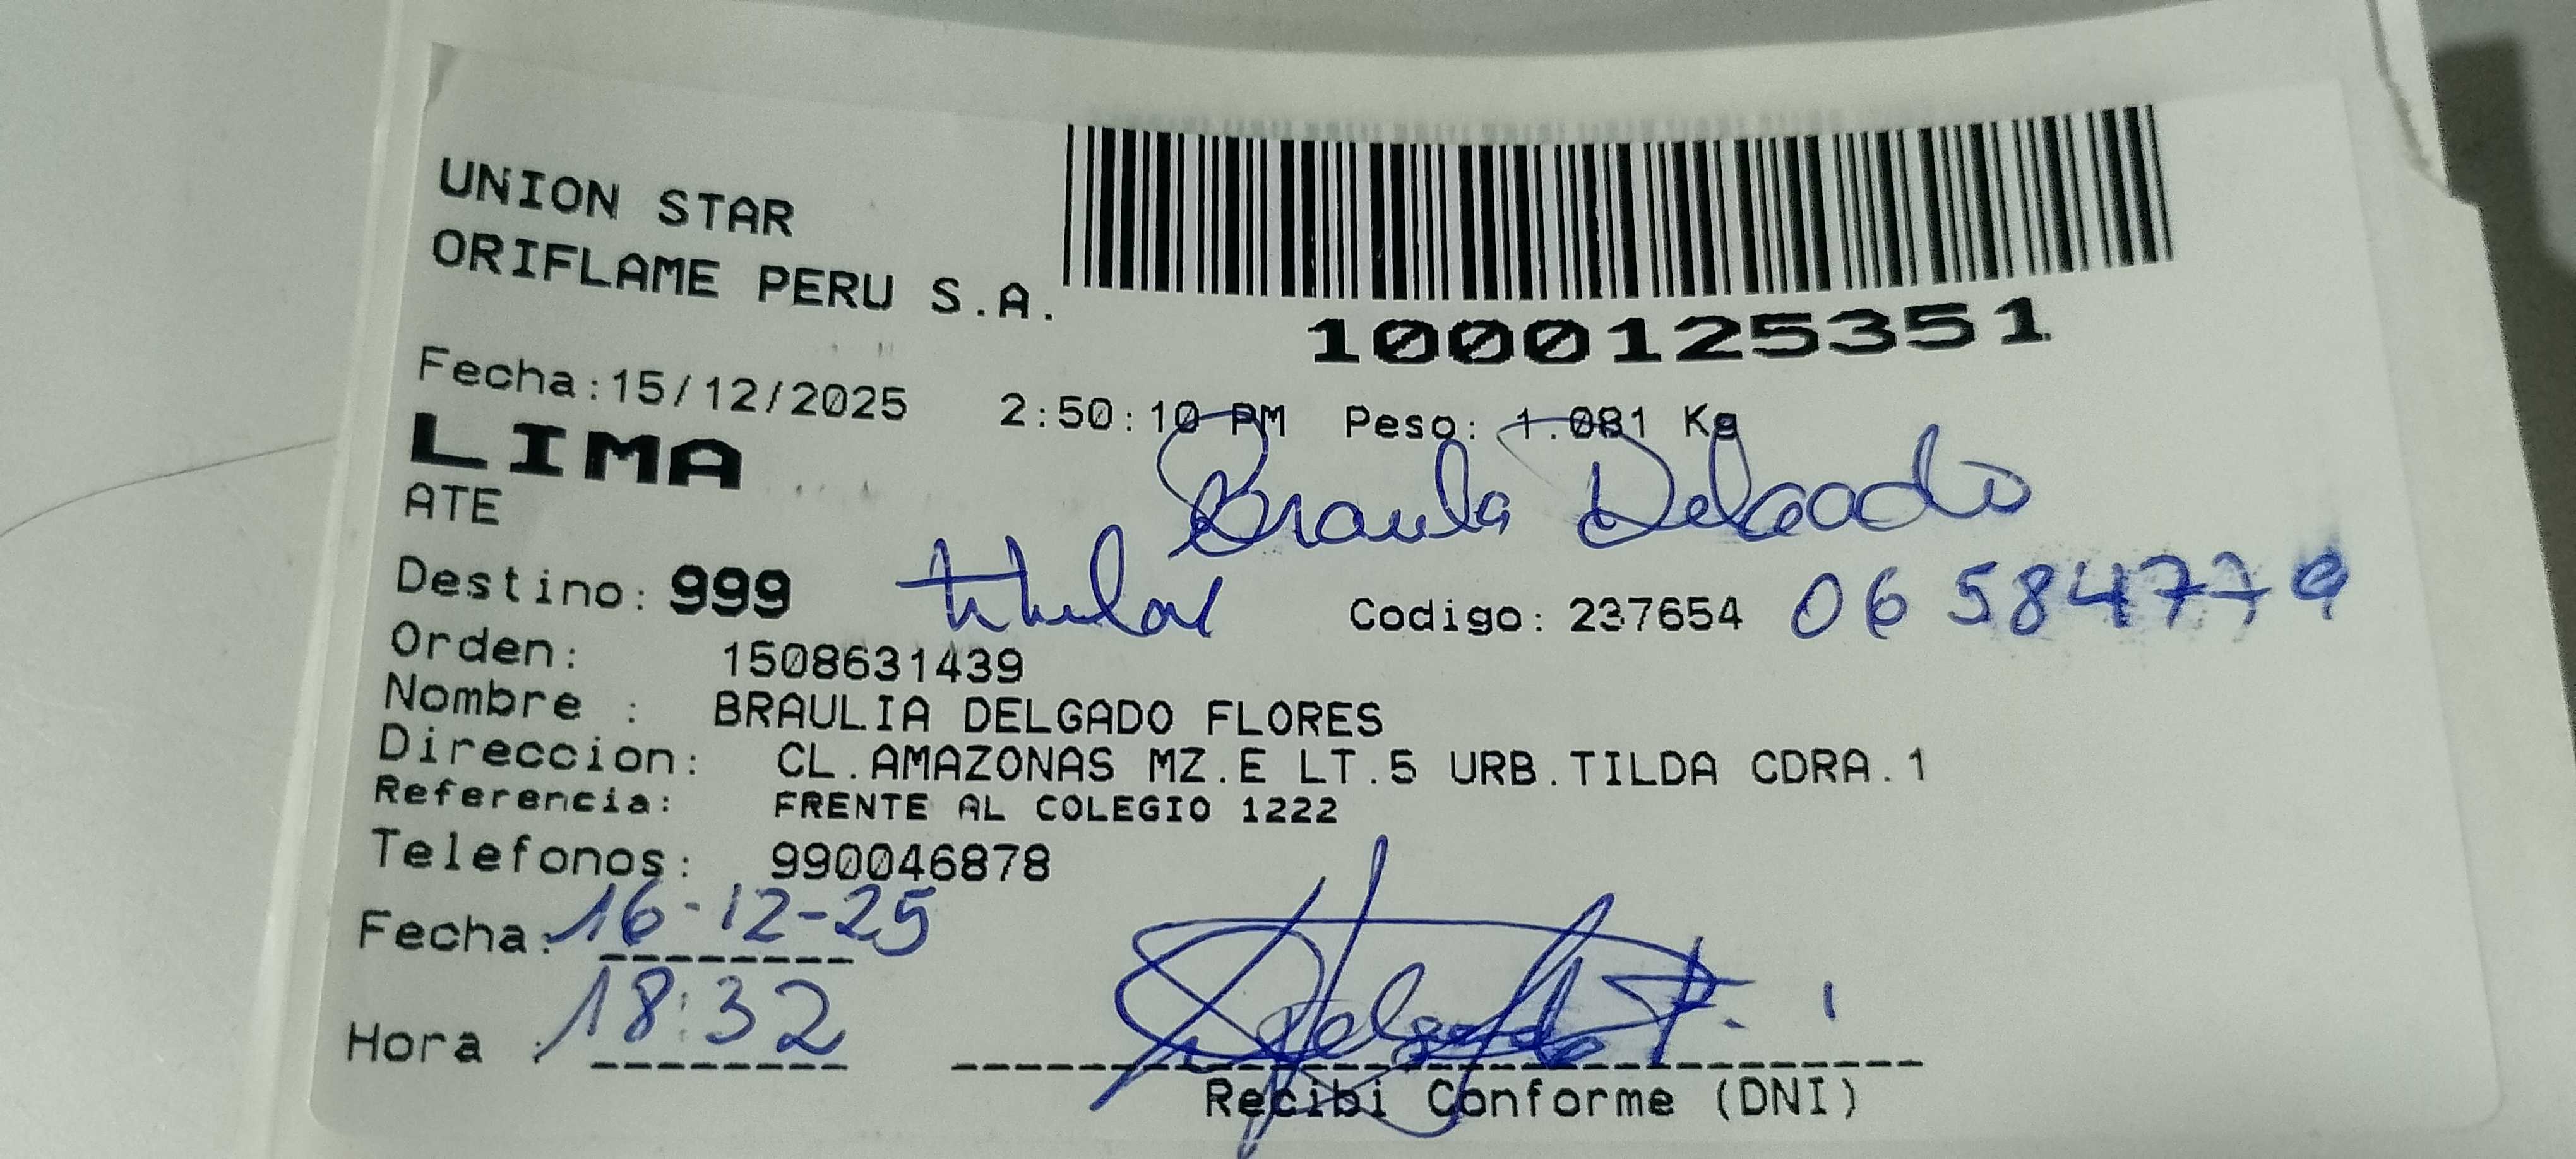 UNION STAR
ORIFLAME PERU S.A.
1000125351
Fecha:15/12/2025 2:50:10 PM Peso: 1.081 Kg
LIMA
ATE
Braula Delgado
Destino: 999 titular Codigo: 237654 06584779
Orden: 1508631439
Nombre : BRAULIA DELGADO FLORES
Direccion: CL.AMAZONAS MZ.E LT.5 URB.TILDA CDRA.1
Referencia: FRENTE AL COLEGIO 1222
Telefonos: 990046878
Fecha: 16-12-25
Hora : 18:32
Recibi Conforme (DNI)